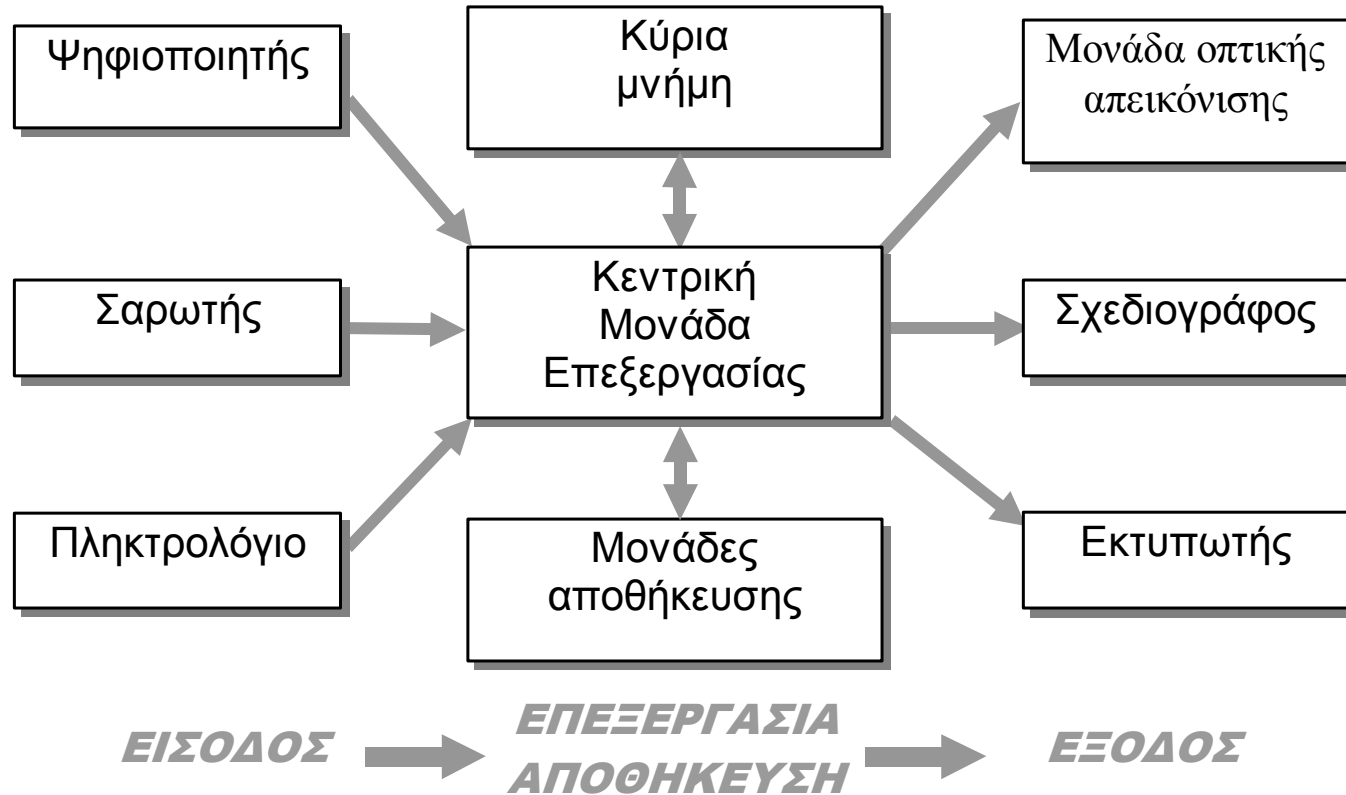 Ψηφιοποιητής
Κύρια
μνήμη
Μονάδα οπτικής
απεικόνισης
Σαρωτής
Κεντρική
Μονάδα
Επεξεργασίας
Σχεδιογράφος
Πληκτρολόγιο
Μονάδες
αποθήκευσης
Εκτυπωτής
ΕΙΣΟΔΟΣ
ΕΠΕΞΕΡΓΑΣΙΑ
ΑΠΟΘΗΚΕΥΣΗ
ΕΞΟΔΟΣ